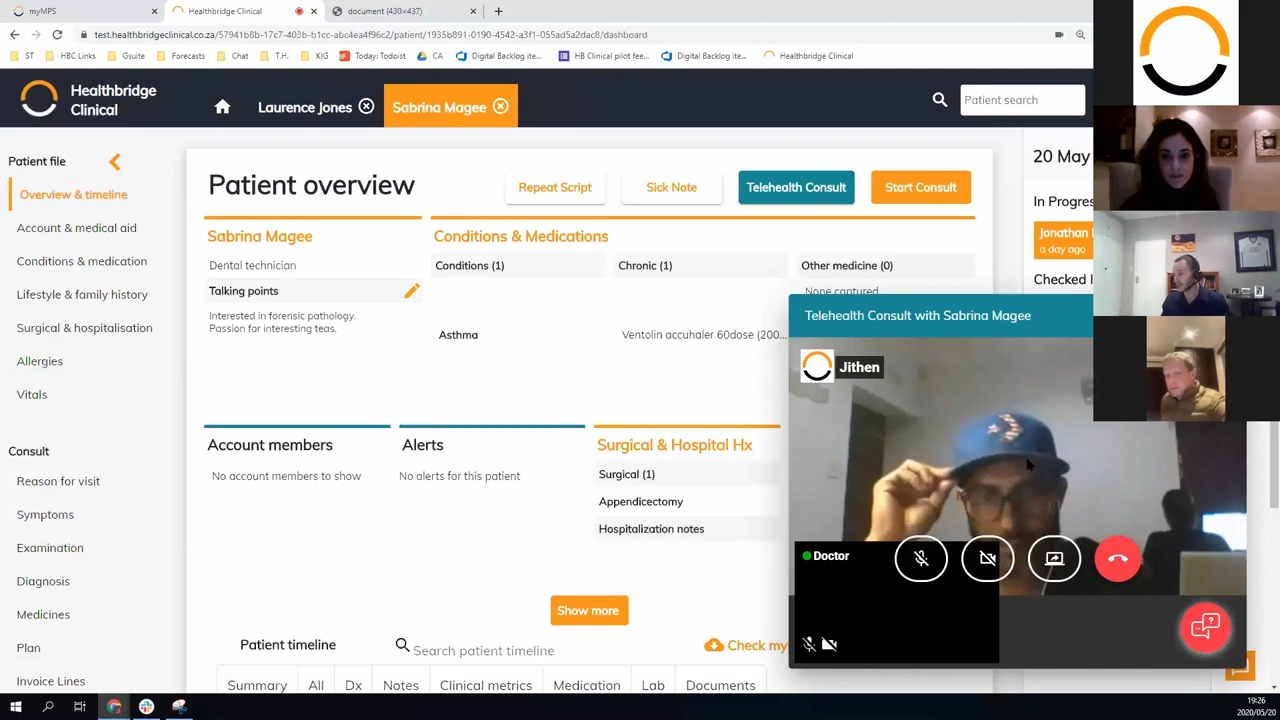 myMPS
Healthbridge Clinical
document (430×437)
test.healthbridgeclinical.co.za/57941b8b-17c7-403b-b1cc-abc4ea4f96c2/patient/1935b891-0190-4542-a3f1-055ad5a2dac8/dashboard
ST
HBC Links
Gsuite
Forecasts
Chat
T.H.
KIG
Today: Todoist
CA
Digital Backlog ite...
HB Clinical pilot fee...
Digital Backlog ite...
Healthbridge Clinical
Healthbridge
Clinical
Laurence Jones
Sabrina Magee
Patient search
Patient file
Overview & timeline
Account & medical aid
Conditions & medication
Lifestyle & family history
Surgical & hospitalisation
Allergies
Vitals
Consult
Reason for visit
Symptoms
Examination
Diagnosis
Medicines
Plan
Invoice Lines
Patient overview
Repeat Script
Sick Note
Telehealth Consult
Start Consult
Sabrina Magee
Dental technician
Talking points
Interested in forensic pathology.
Passion for interesting teas.
Conditions & Medications
Conditions (1)
Chronic (1)
Other medicine (0)
None captured
Asthma
Ventolin accuhaler 60dose (200...
Account members
No account members to show
Alerts
No alerts for this patient
Surgical & Hospital Hx
Surgical (1)
Appendicectomy
Hospitalization notes
Show more
Patient timeline
Search patient timeline
Check my
Summary
All
Dx
Notes
Clinical metrics
Medication
Lab
Documents
20 May
In Progres
Jonathan
a day ago
Checked
Telehealth Consult with Sabrina Magee
Jithen
Doctor
19:26
2020/05/20